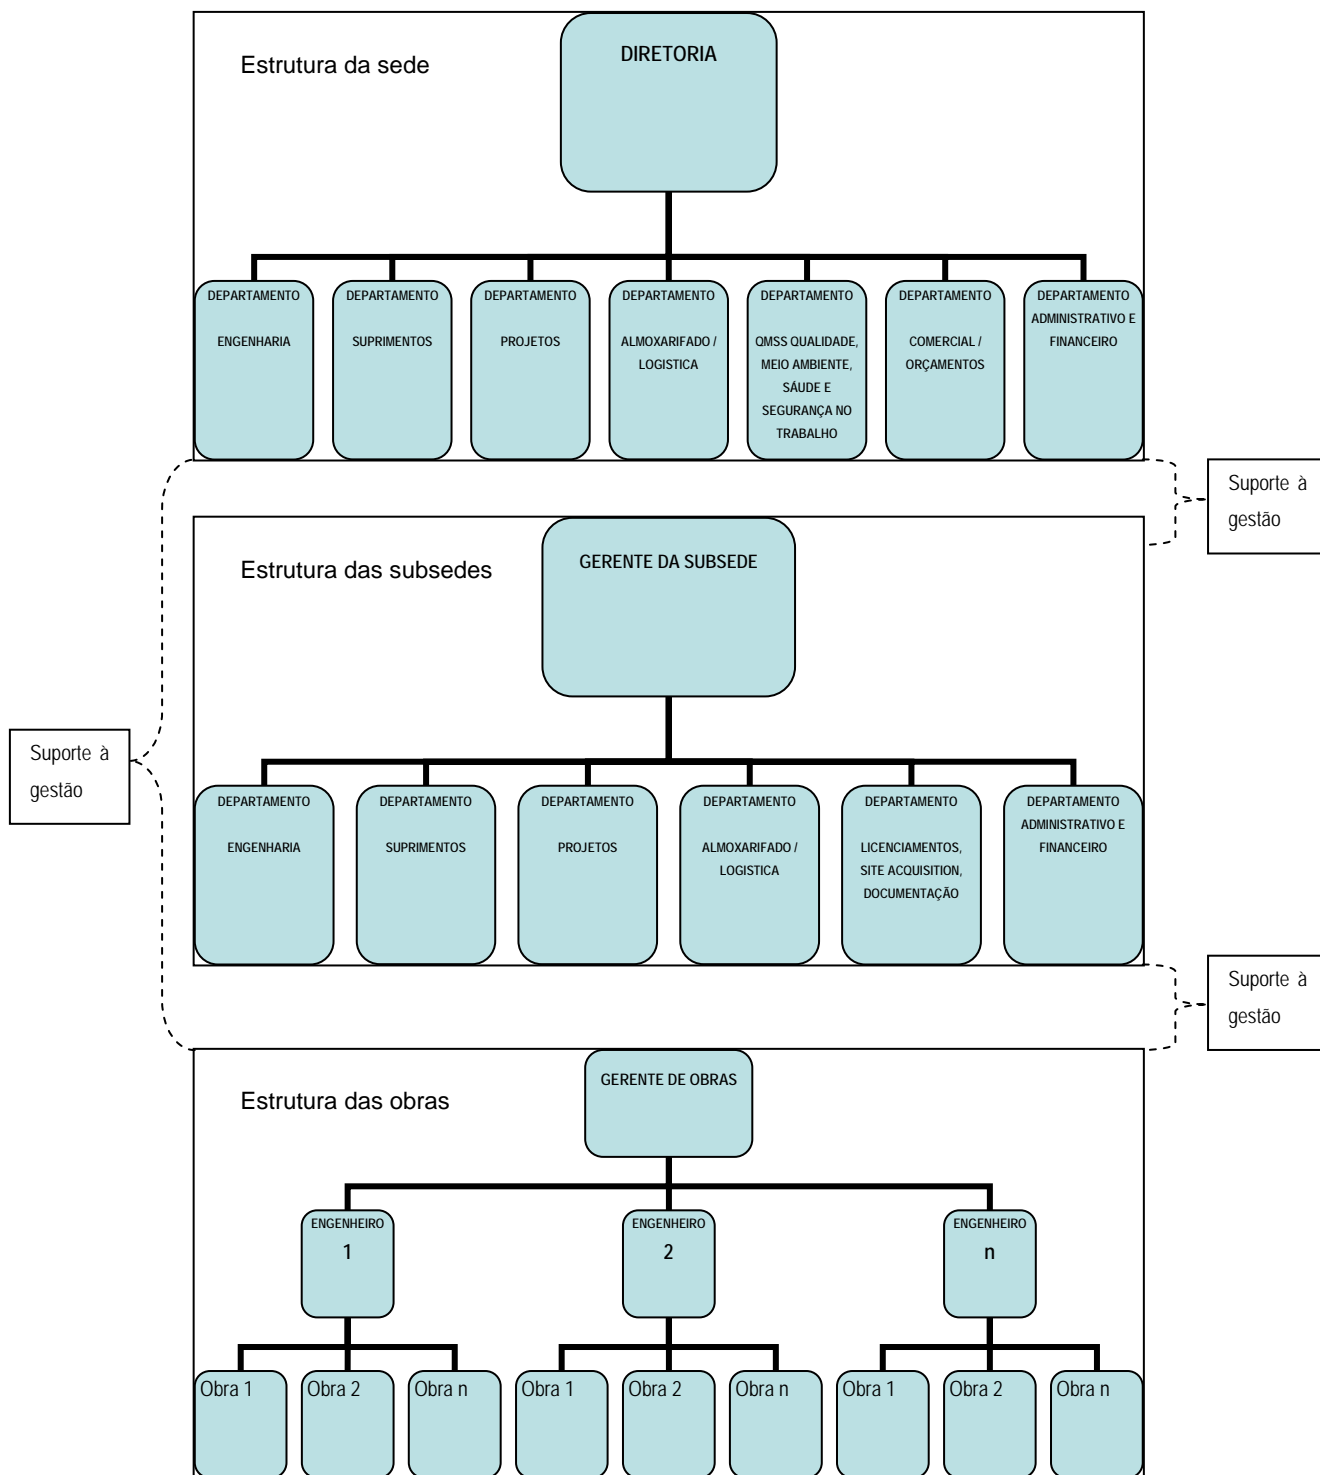 Estrutura da sede
DIRETORIA
DEPARTAMENTO
ENGENHARIA
DEPARTAMENTO
SUPRIMENTOS
DEPARTAMENTO
PROJETOS
DEPARTAMENTO
ALMOXARIFADO /
LOGISTICA
DEPARTAMENTO
QMSS QUALIDADE,
MEIO AMBIENTE,
SÁUDE E
SEGURANÇA NO
TRABALHO
DEPARTAMENTO
COMERCIAL /
ORÇAMENTOS
DEPARTAMENTO
ADMINISTRATIVO E
FINANCEIRO
Suporte à
gestão
Estrutura das subsedes
GERENTE DA SUBSEDE
Suporte à
gestão
DEPARTAMENTO
ENGENHARIA
DEPARTAMENTO
SUPRIMENTOS
DEPARTAMENTO
PROJETOS
DEPARTAMENTO
ALMOXARIFADO /
LOGISTICA
DEPARTAMENTO
LICENCIAMENTOS,
SITE ACQUISITION,
DOCUMENTAÇÃO
DEPARTAMENTO
ADMINISTRATIVO E
FINANCEIRO
Suporte à
gestão
Estrutura das obras
GERENTE DE OBRAS
ENGENHEIRO
1
ENGENHEIRO
2
ENGENHEIRO
n
Obra 1
Obra 2
Obra n
Obra 1
Obra 2
Obra n
Obra 1
Obra 2
Obra n